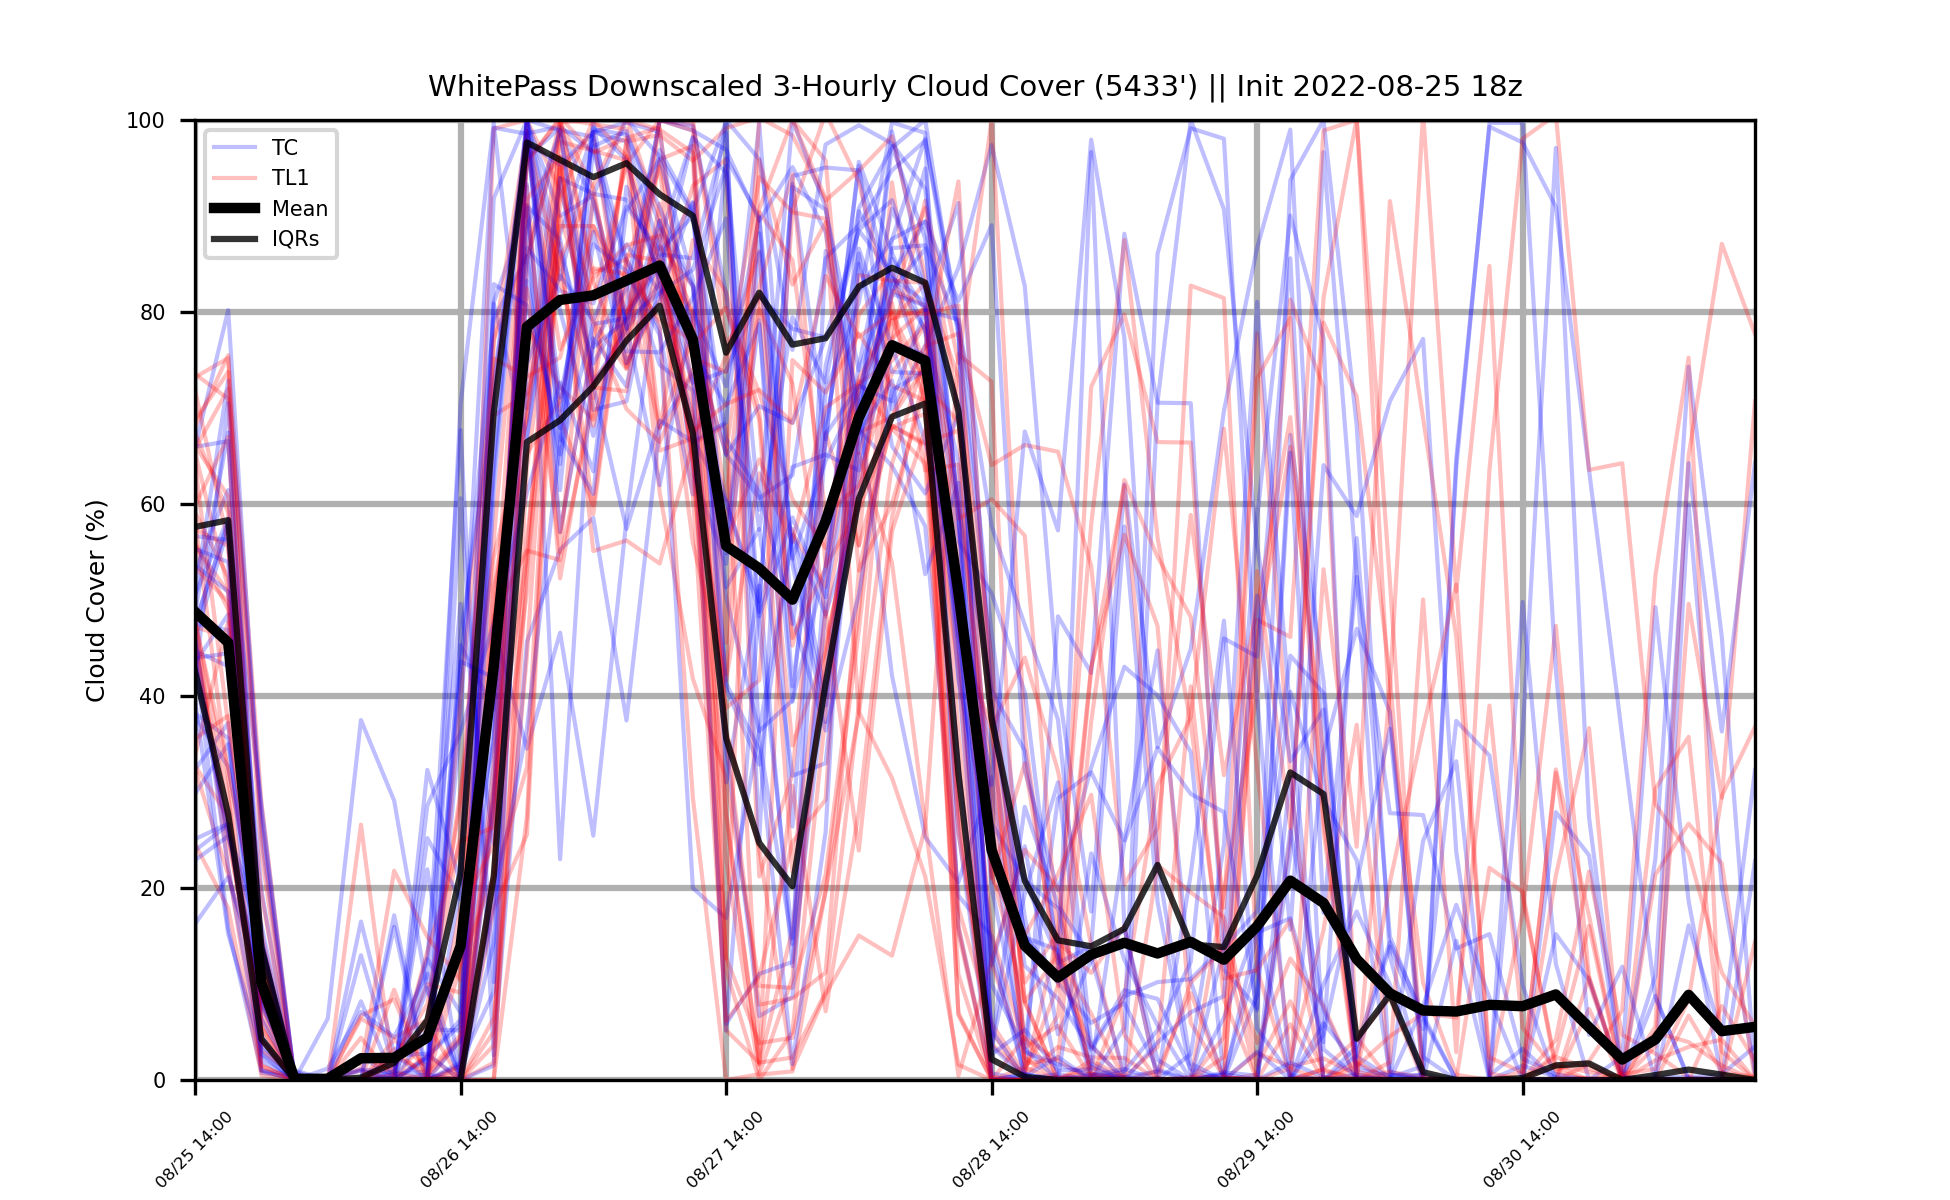 WhitePass Downscaled 3-Hourly Cloud Cover (5433') || Init 2022-08-25 18z
TC
TL1
Mean
IQRs
Cloud Cover (%)
100
80
60
40
20
0
08/25 14:00
08/26 14:00
08/27 14:00
08/28 14:00
08/29 14:00
08/30 14:00